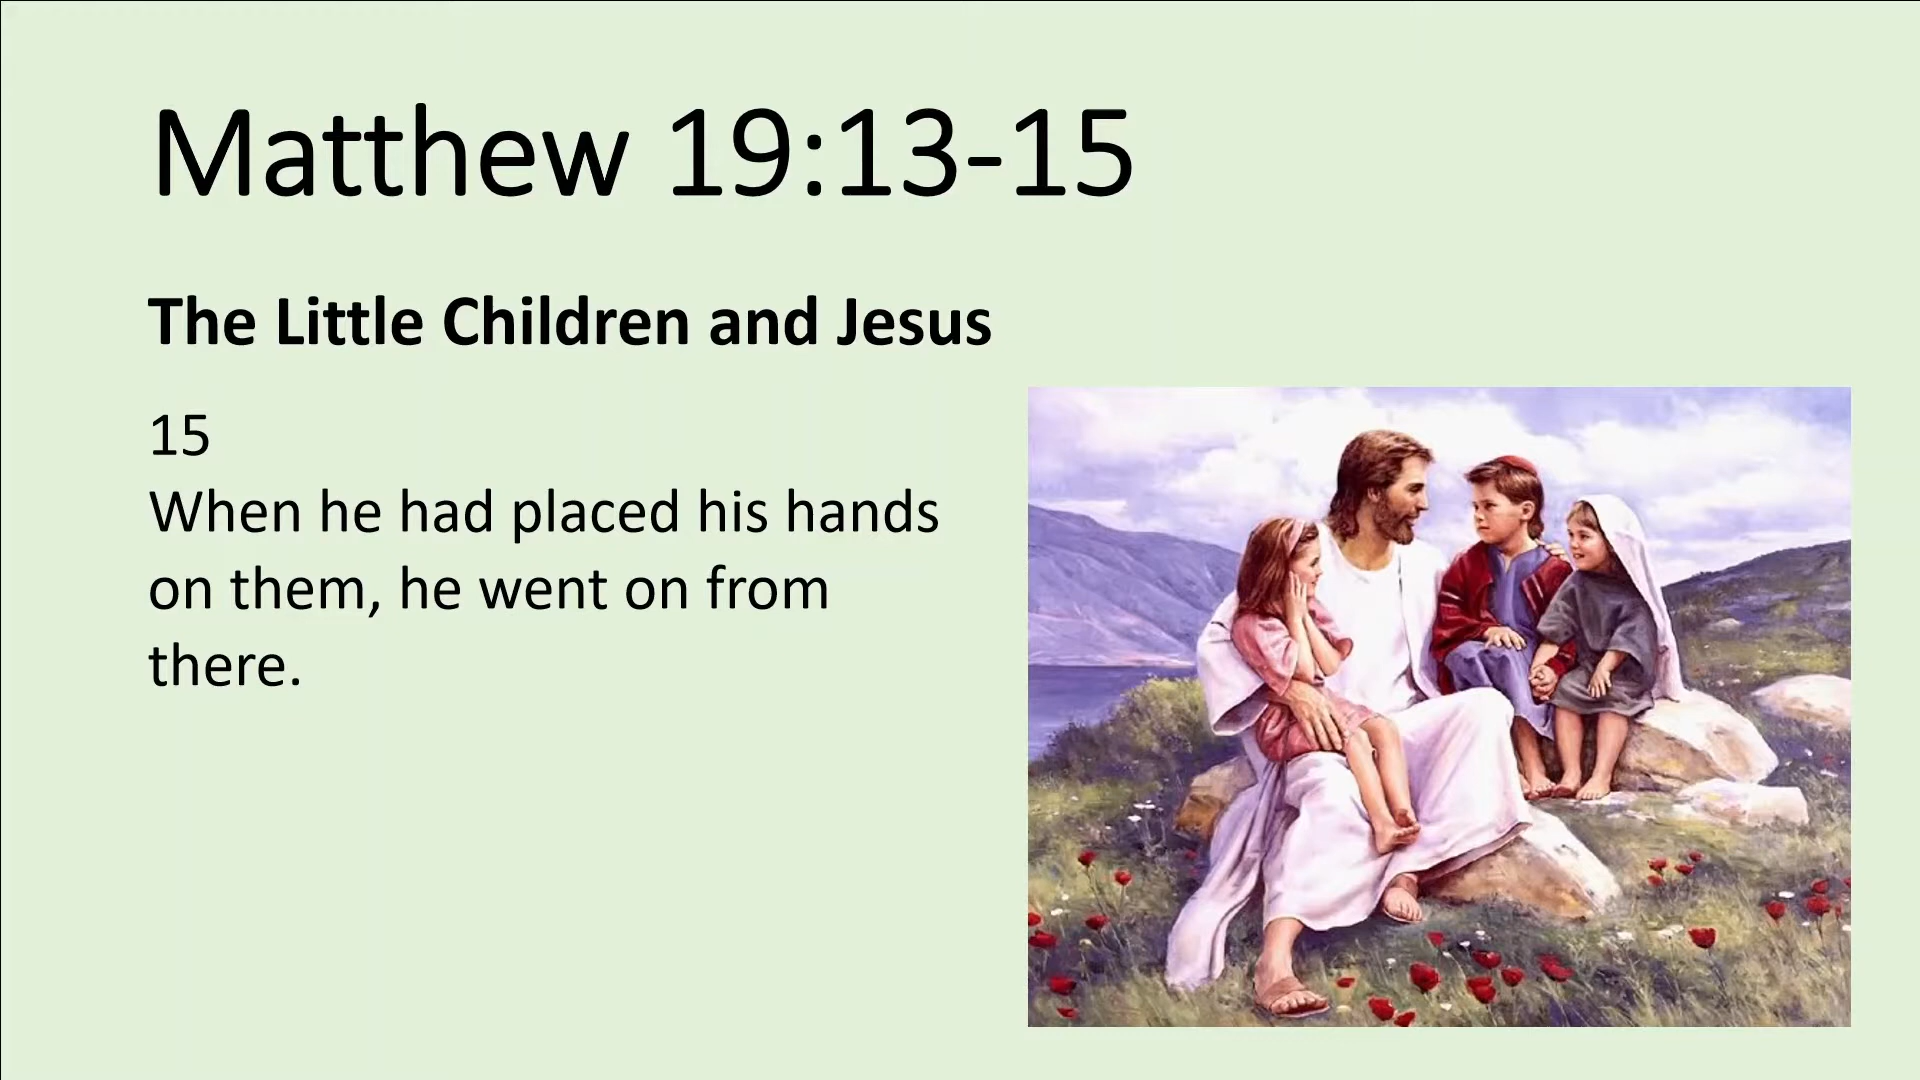 Matthew 19:13-15
The Little Children and Jesus
15
When he had placed his hands
on them, he went on from
there.